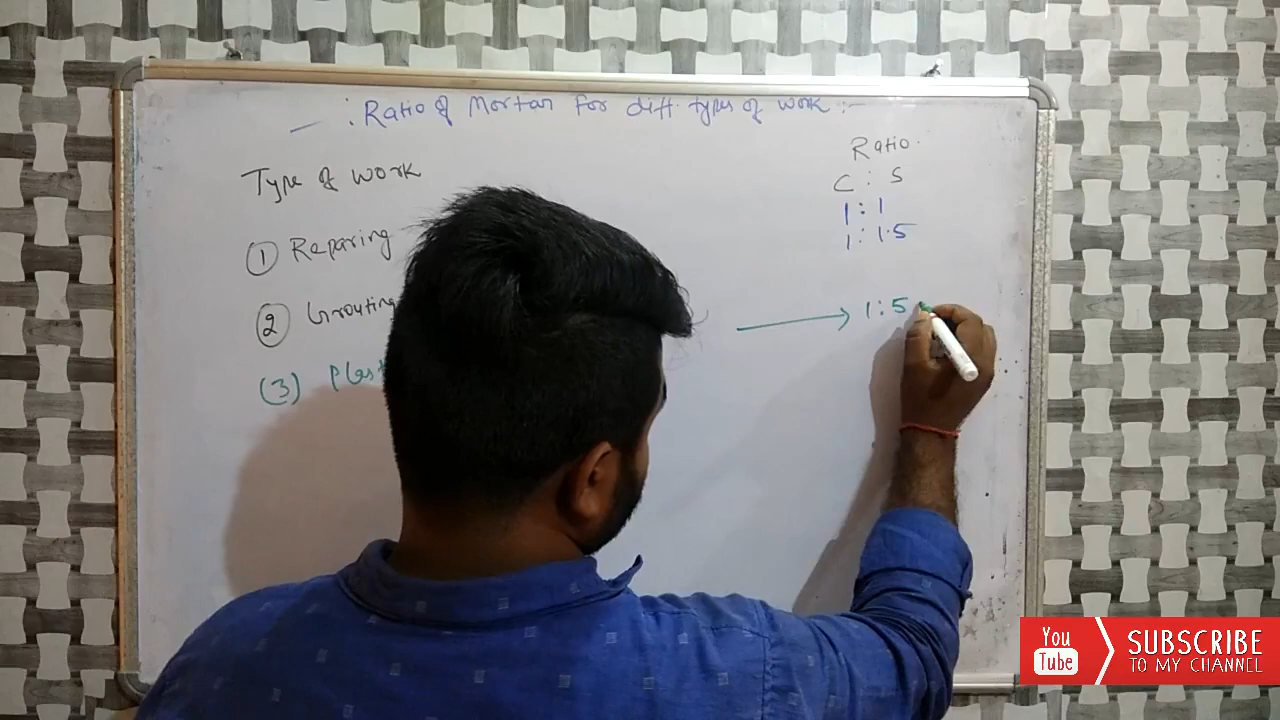 : Ratio of Mortar For diff. types of work :-
Ratio.
Type of work
C : S
1 : 1
1 : 1.5
① Reparing
② Grouting
1 : 5
(3) Plast
You
Tube
SUBSCRIBE
TO MY CHANNEL